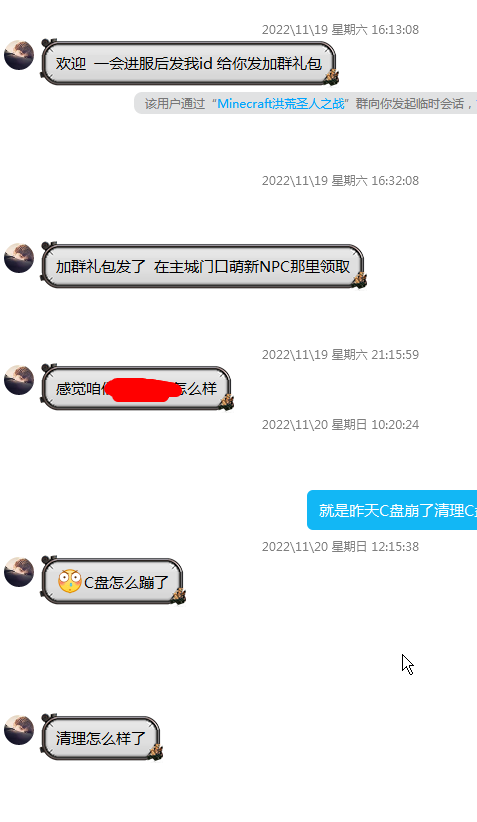 2022\11\19 星期六 16:13:08
欢迎 一会进服后发我id 给你发加群礼包
该用户通过“Minecraft洪荒圣人之战”群向你发起临时会话，
2022\11\19 星期六 16:32:08
加群礼包发了 在主城门口萌新NPC那里领取
2022\11\19 星期六 21:15:59
感觉咱 怎么样
2022\11\20 星期日 10:20:24
就是昨天C盘崩了清理C
2022\11\20 星期日 12:15:38
C盘怎么蹦了
清理怎么样了